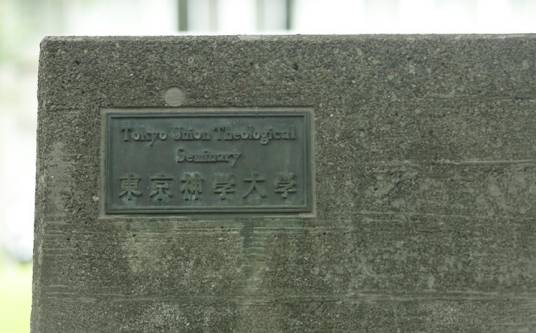 Tokyo Union Theological
Seminary
東京神学大学